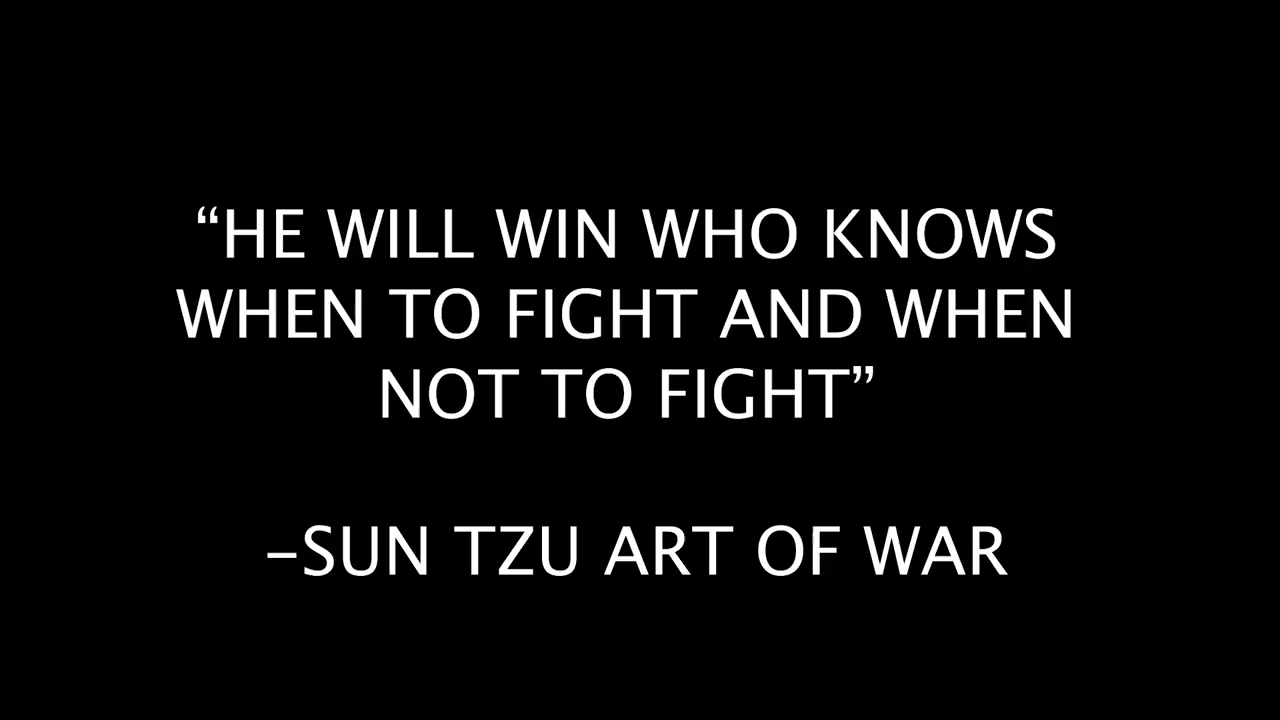 “HE WILL WIN WHO KNOWS
WHEN TO FIGHT AND WHEN
NOT TO FIGHT”
–SUN TZU ART OF WAR